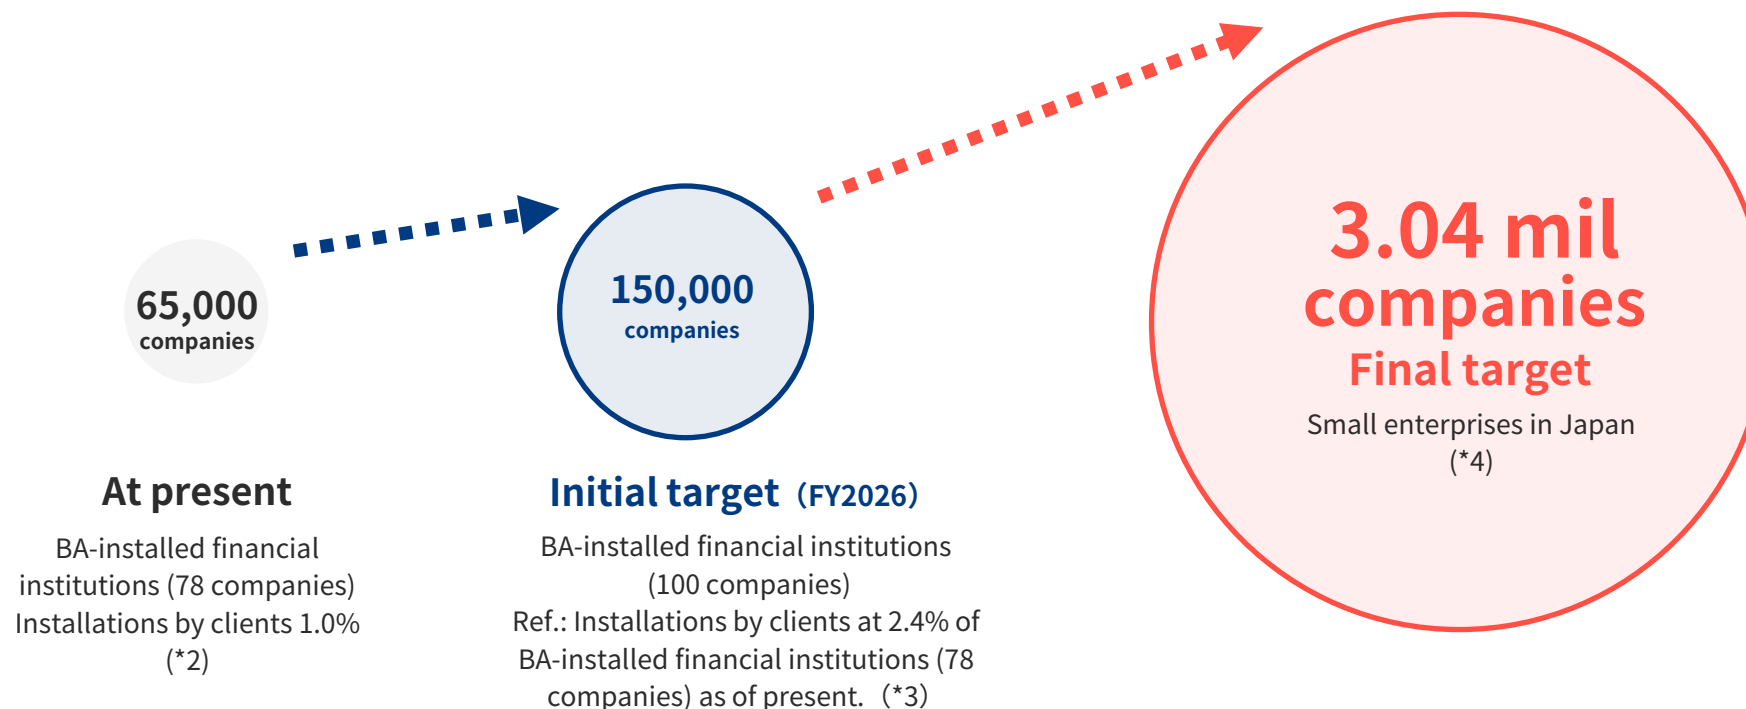 65,000
companies
At present
BA-installed financial
institutions (78 companies)
Installations by clients 1.0%
(*2)
150,000
companies
Initial target（FY2026）
BA-installed financial institutions
(100 companies)
Ref.: Installations by clients at 2.4% of
BA-installed financial institutions (78
companies) as of present.（*3）
3.04 mil
companies
Final target
Small enterprises in Japan
(*4)